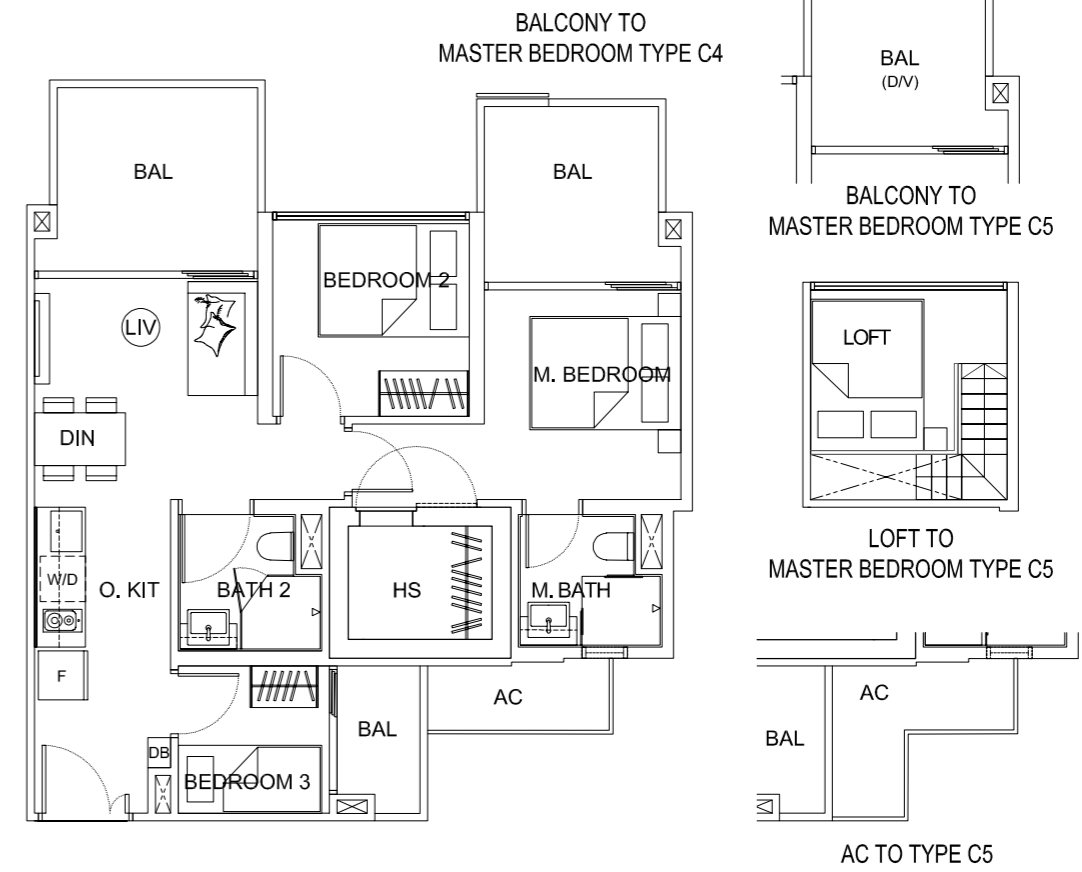 BALCONY TO
MASTER BEDROOM TYPE C4
BAL
BAL
BEDROOM 2
LIV
M. BEDROOM
DIN
W/D
O. KIT
BATH 2
HS
M. BATH
F
AC
BAL
DB
BEDROOM 3
BAL
(D/V)
BALCONY TO
MASTER BEDROOM TYPE C5
LOFT
LOFT TO
MASTER BEDROOM TYPE C5
AC
BAL
AC TO TYPE C5